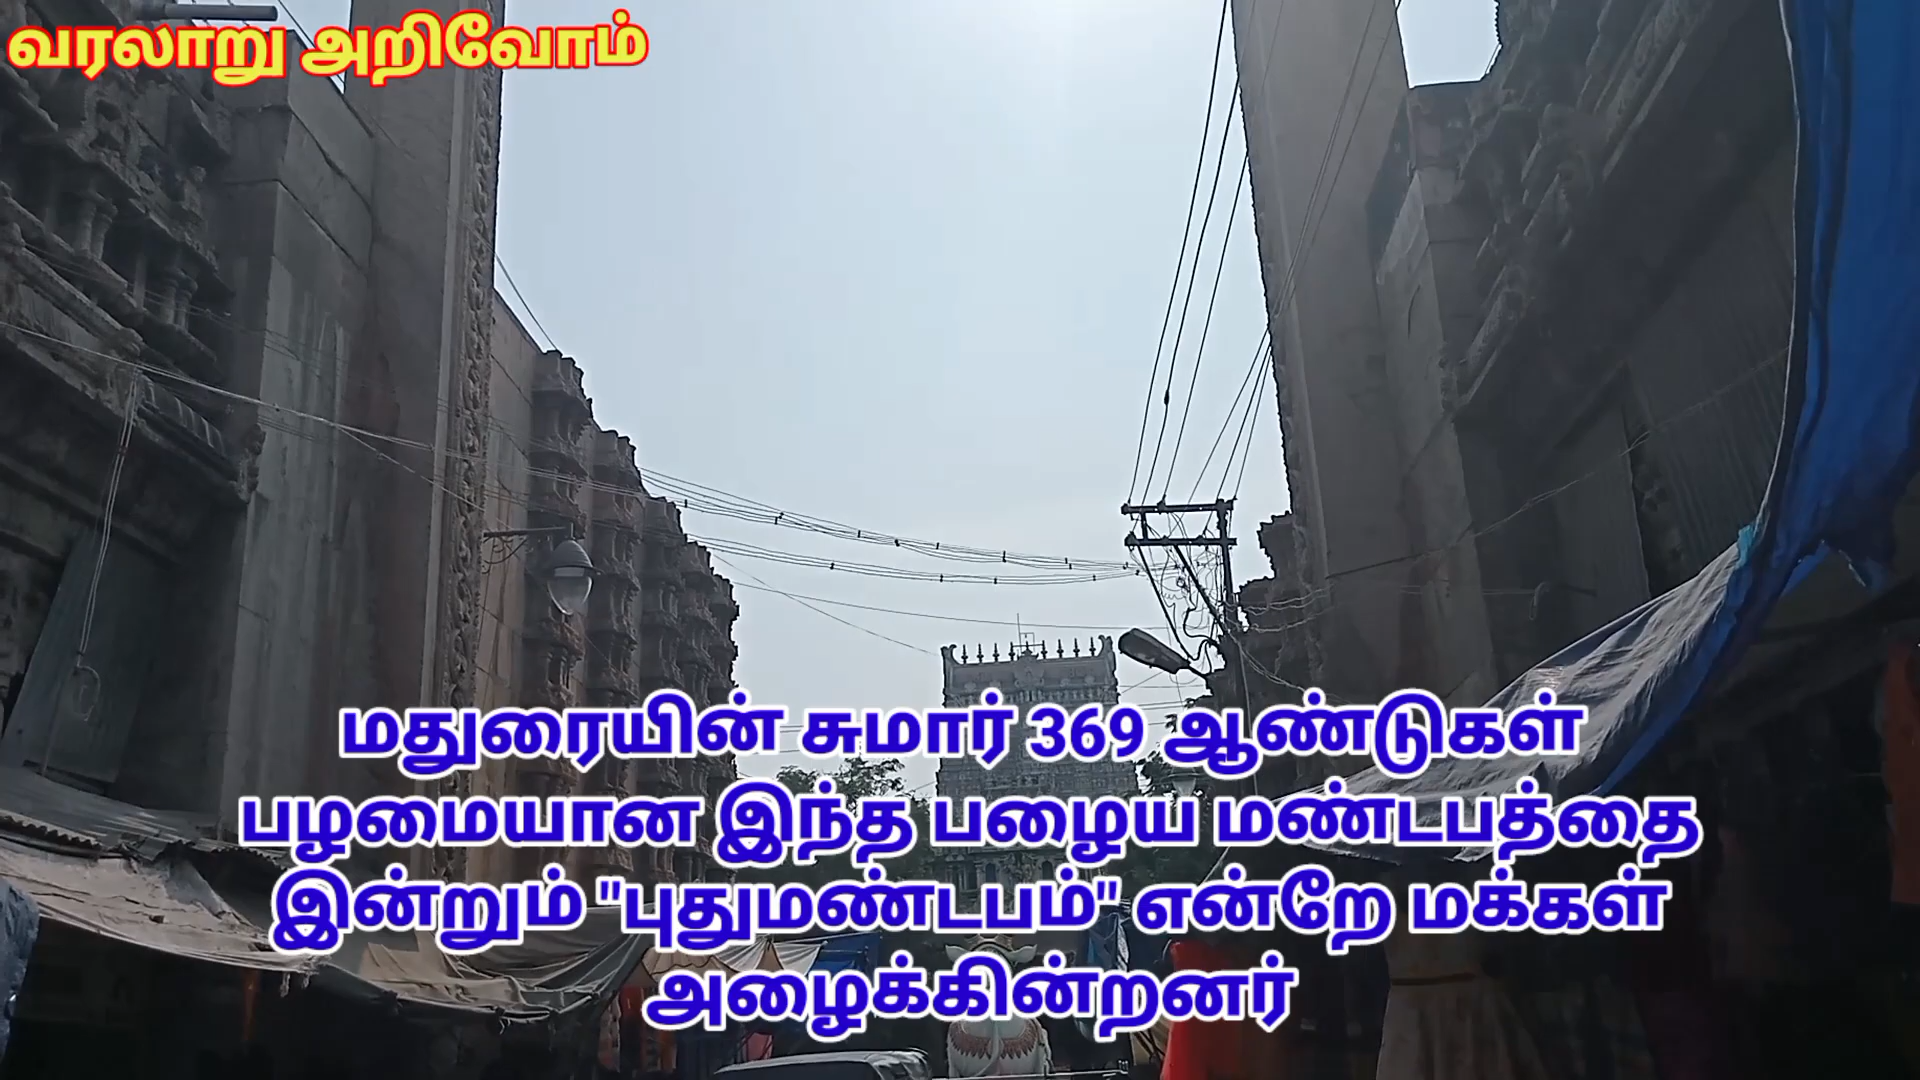 வரலாறு அறிவோம்
மதுரையின் சுமார் 369 ஆண்டுகள்
பழமையான இந்த பழைய மண்டபத்தை
இன்றும் "புதுமண்டபம்" என்றே மக்கள்
அழைக்கின்றனர்